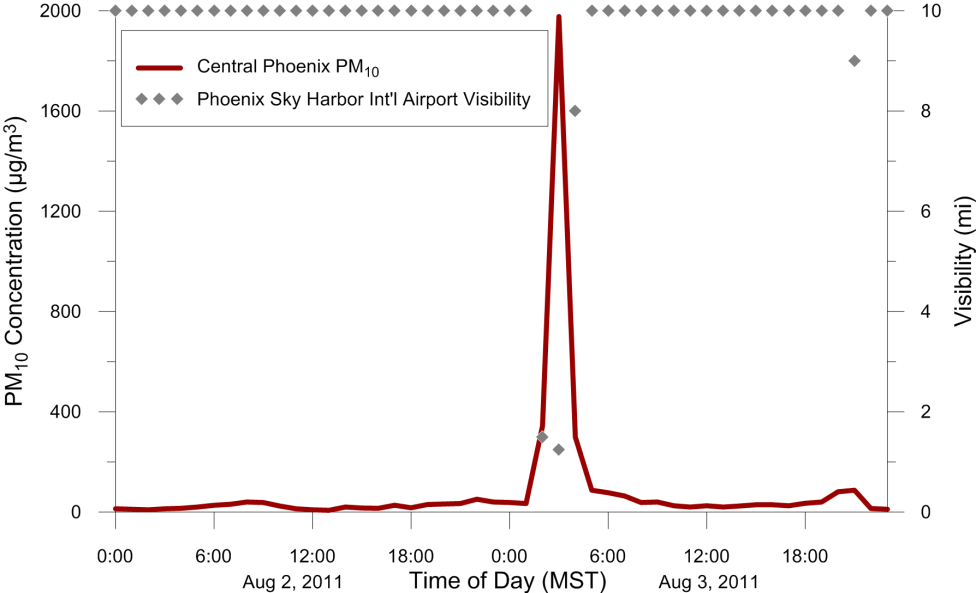 2000
1600
1200
800
400
0
PM10 Concentration (µg/m3)
Central Phoenix PM10
Phoenix Sky Harbor Int'l Airport Visibility
10
8
6
4
2
0
Visibility (mi)
0:00 6:00 12:00 18:00 0:00 6:00 12:00 18:00
Aug 2, 2011 Time of Day (MST) Aug 3, 2011